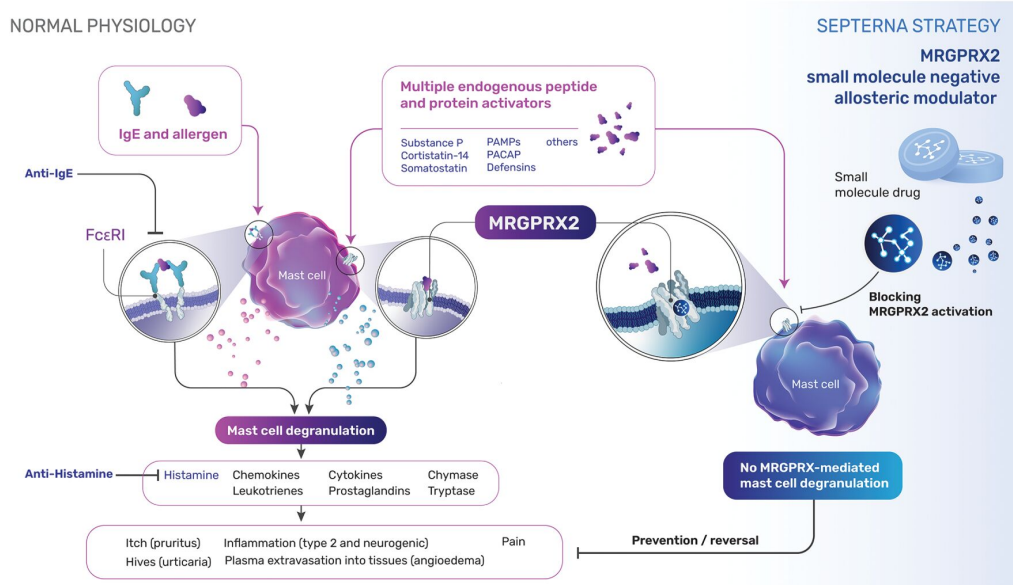 NORMAL PHYSIOLOGY
SEPTERNA STRATEGY
MRGPRX2
small molecule negative
allosteric modulator
IgE and allergen
Multiple endogenous peptide
and protein activators
Substance P
Cortistatin-14
Somatostatin
PAMPs
PACAP
Defensins
others
Anti-IgE
FcεRI
Mast cell
MRGPRX2
Small
molecule drug
Blocking
MRGPRX2 activation
Mast cell
Mast cell degranulation
Anti-Histamine
Histamine
Chemokines
Leukotrienes
Cytokines
Prostaglandins
Chymase
Tryptase
No MRGPRX-mediated
mast cell degranulation
Itch (pruritus)
Hives (urticaria)
Inflammation (type 2 and neurogenic)
Plasma extravasation into tissues (angioedema)
Pain
Prevention / reversal